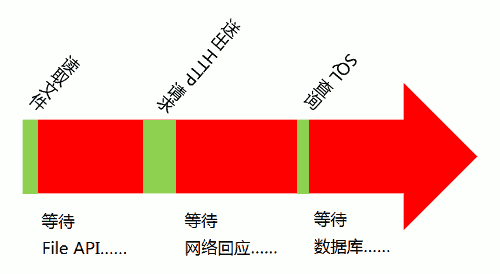 读取文件
送出HTTP 请求
SQL查询
等待
File API......
等待
网络回应......
等待
数据库......